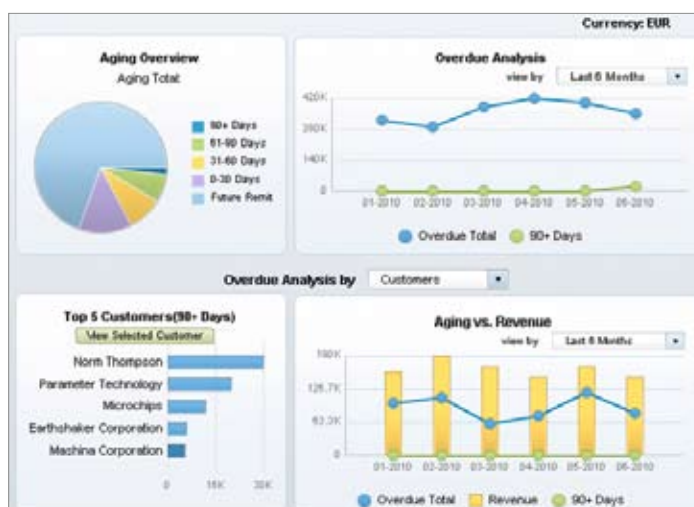 Currency: EUR
Aging Overview
Aging Total:
90+ Days
61-90 Days
31-60 Days
0-30 Days
Future Remit
Overdue Analysis
view by Last 6 Months
420K
280K
140K
0
01-2010 02-2010 03-2010 04-2010 05-2010 06-2010
Overdue Total 90+ Days
Overdue Analysis by Customers
Top 5 Customers(90+ Days)
View Selected Customer
Norm Thompson
Parameter Technology
Microchips
Earthshaker Corporation
Mashina Corporation
0 15K 30K
Aging vs. Revenue
view by Last 6 Months
190K
126.7K
63.3K
0
01-2010 02-2010 03-2010 04-2010 05-2010 06-2010
Overdue Total Revenue 90+ Days